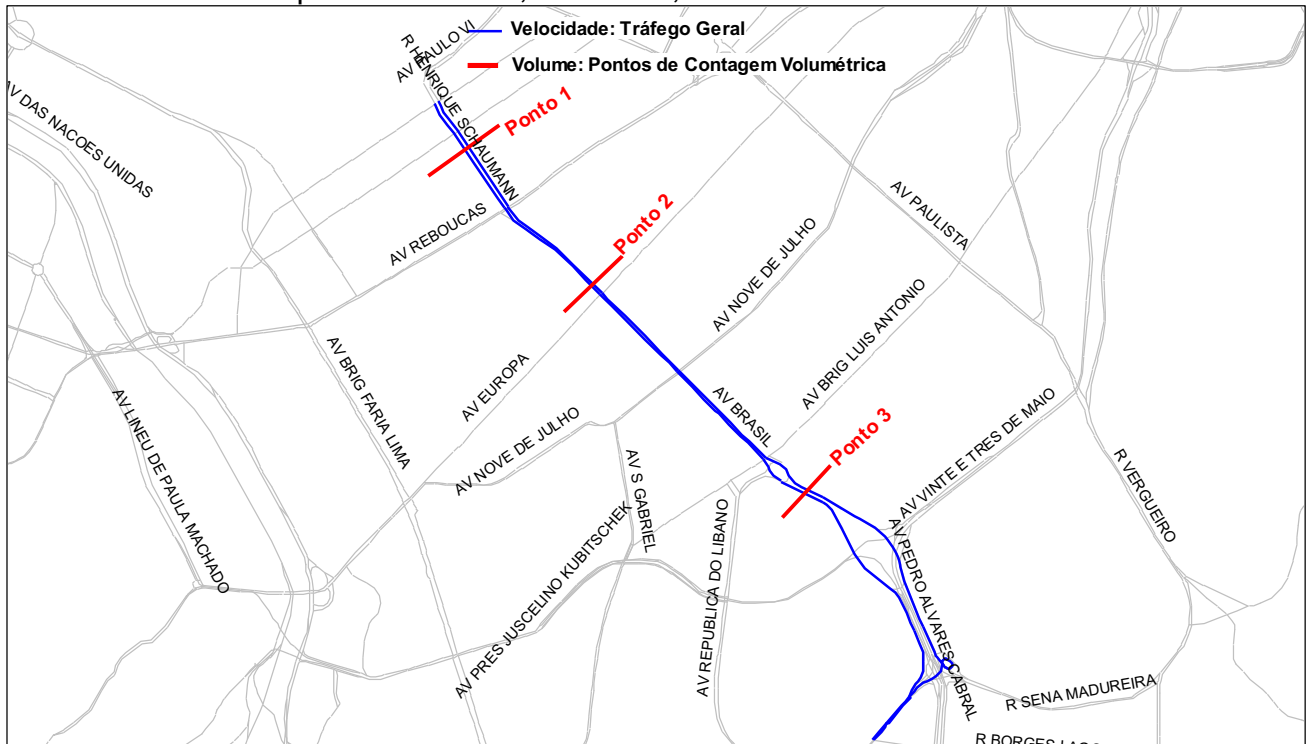 Velocidade: Tráfego Geral
Volume: Pontos de Contagem Volumétrica
AV PAULO VI
R HENRIQUE SCHAUMANN
Ponto 1
AV DAS NACOES UNIDAS
AV REBOUCAS
Ponto 2
AV PAULISTA
AV NOVE DE JULHO
AV BRIG LUIS ANTONIO
AV BRIG FARIA LIMA
AV EUROPA
AV BRASIL
AV LINEU DE PAULA MACHADO
AV NOVE DE JULHO
Ponto 3
AV VINTE E TRES DE MAIO
R VERGUEIRO
AV S GABRIEL
AV PRES JUSCELINO KUBITSCHEK
AV REPUBLICA DO LIBANO
AV PEDRO ALVARES CABRAL
R SENA MADUREIRA
R BORGES